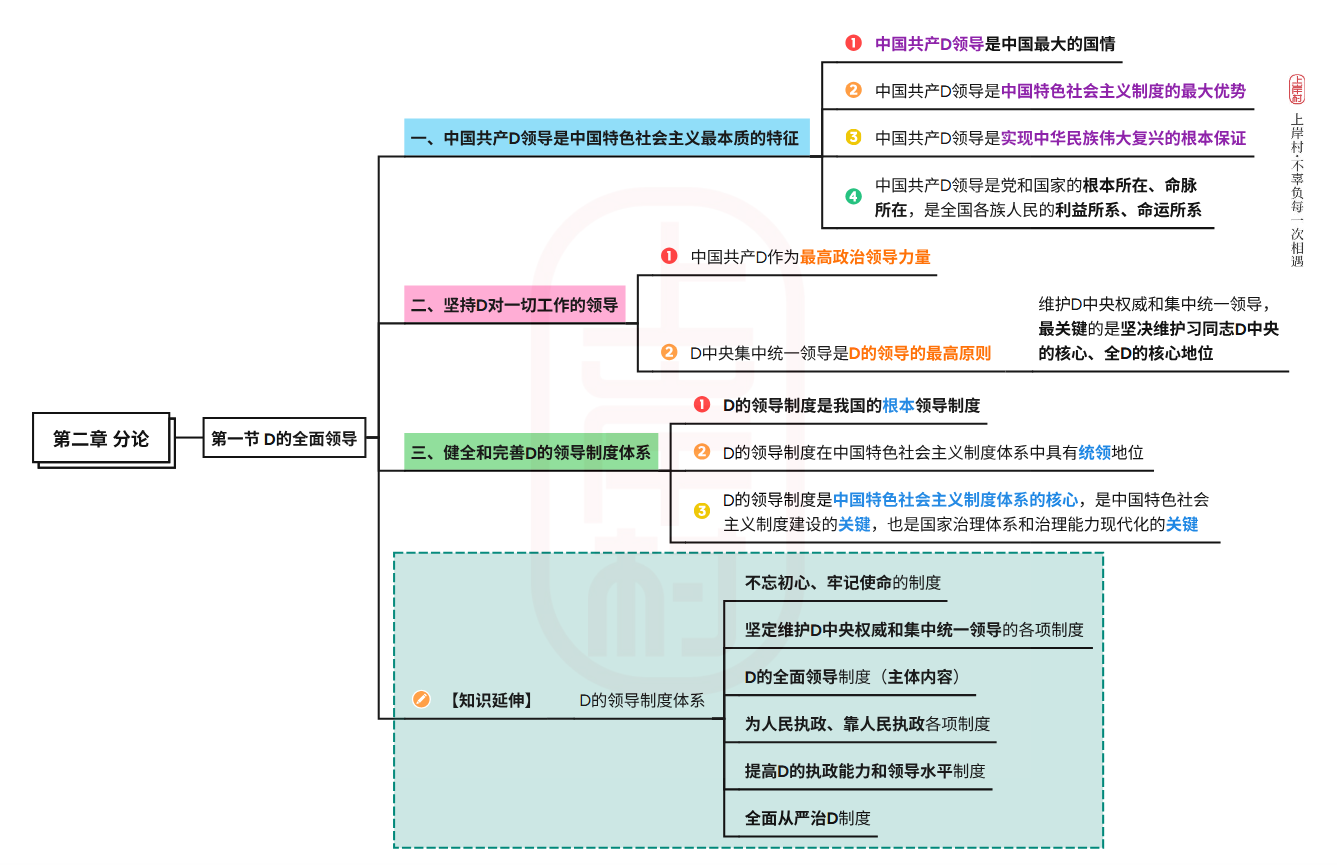 第二章 分论
第一节 D的全面领导
一、中国共产D领导是中国特色社会主义最本质的特征
1 中国共产D领导是中国最大的国情
2 中国共产D领导是中国特色社会主义制度的最大优势
3 中国共产D领导是实现中华民族伟大复兴的根本保证
4 中国共产D领导是党和国家的根本所在、命脉
所在，是全国各族人民的利益所系、命运所系
二、坚持D对一切工作的领导
1 中国共产D作为最高政治领导力量
2 D中央集中统一领导是D的领导的最高原则
维护D中央权威和集中统一领导，
最关键的是坚决维护习同志D中央
的核心、全D的核心地位
三、健全和完善D的领导制度体系
1 D的领导制度是我国的根本领导制度
2 D的领导制度在中国特色社会主义制度体系中具有统领地位
3 D的领导制度是中国特色社会主义制度体系的核心，是中国特色社会
主义制度建设的关键，也是国家治理体系和治理能力现代化的关键
【知识延伸】
D的领导制度体系
不忘初心、牢记使命的制度
坚定维护D中央权威和集中统一领导的各项制度
D的全面领导制度（主体内容）
为人民执政、靠人民执政各项制度
提高D的执政能力和领导水平制度
全面从严治D制度
上岸村
上岸村·不辜负每一次相遇
上岸村